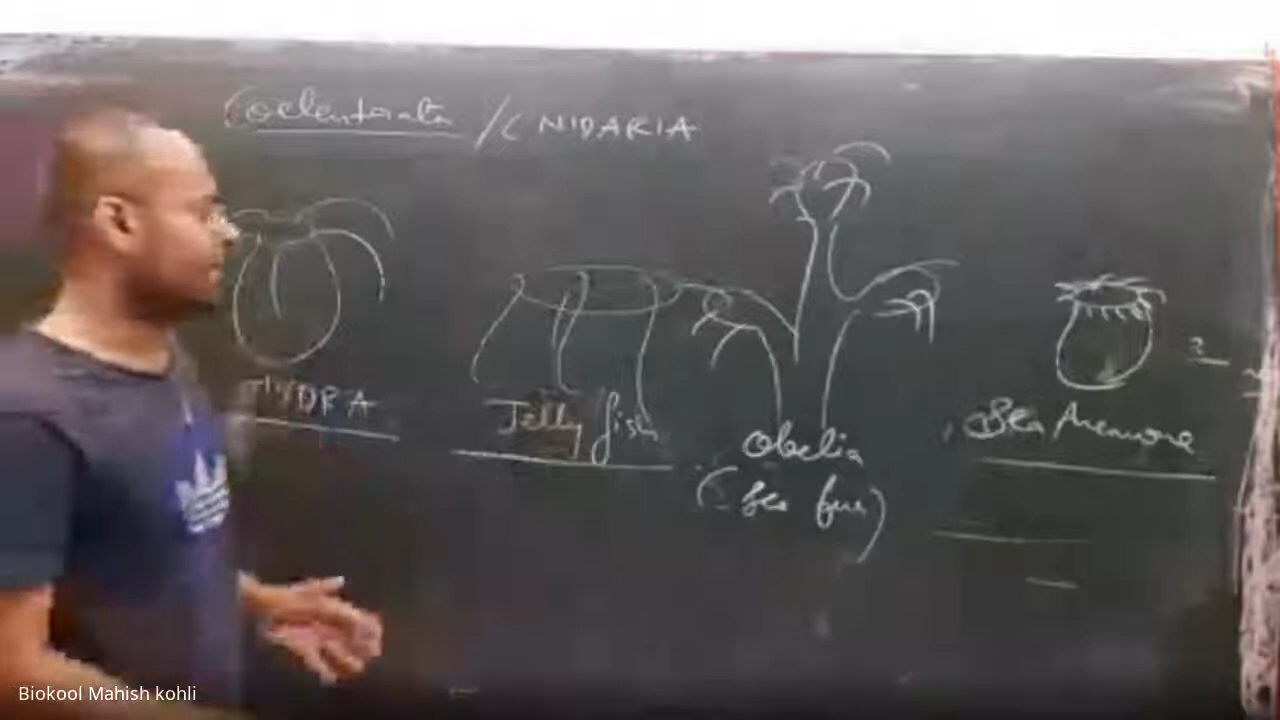 Coelenterata / CNIDARIA
HYDRA
Jelly fish
Obelia
(Sea fur)
Sea Anemone
Biokool Mahish kohli